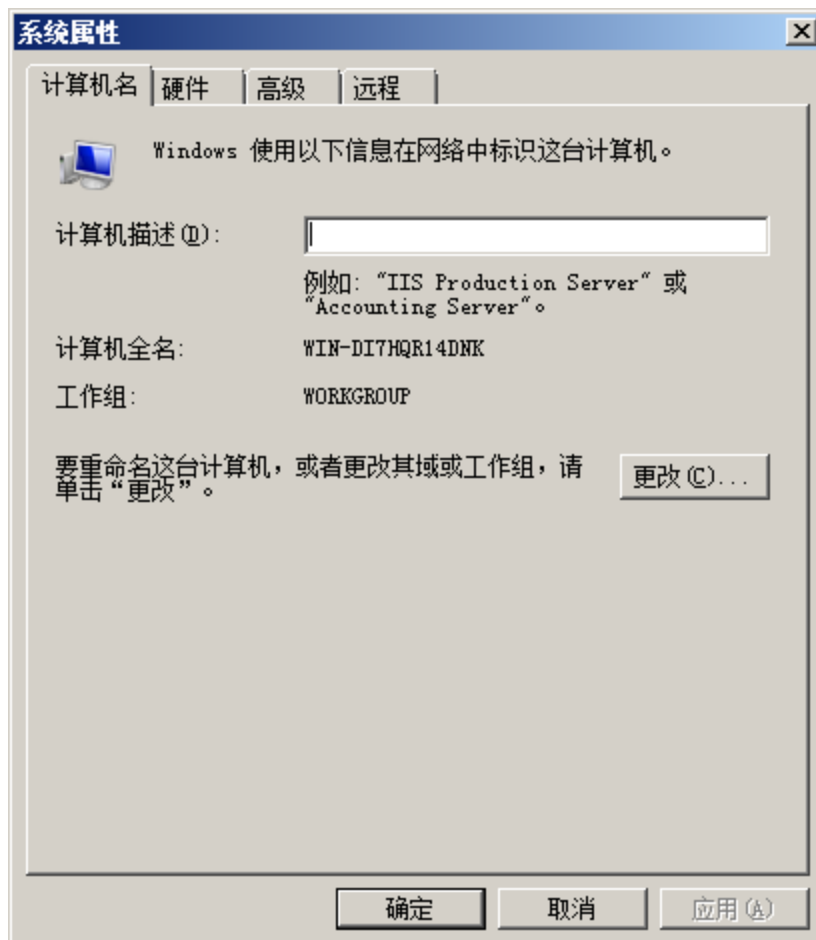 系统属性
计算机名 硬件 高级 远程
Windows 使用以下信息在网络中标识这台计算机。
计算机描述(D):
例如: "IIS Production Server" 或
"Accounting Server"。
计算机全名: WIN-DI7HQR14DNK
工作组: WORKGROUP
要重命名这台计算机，或者更改其域或工作组，请
单击“更改”。
更改(C)...
确定 取消 应用(A)